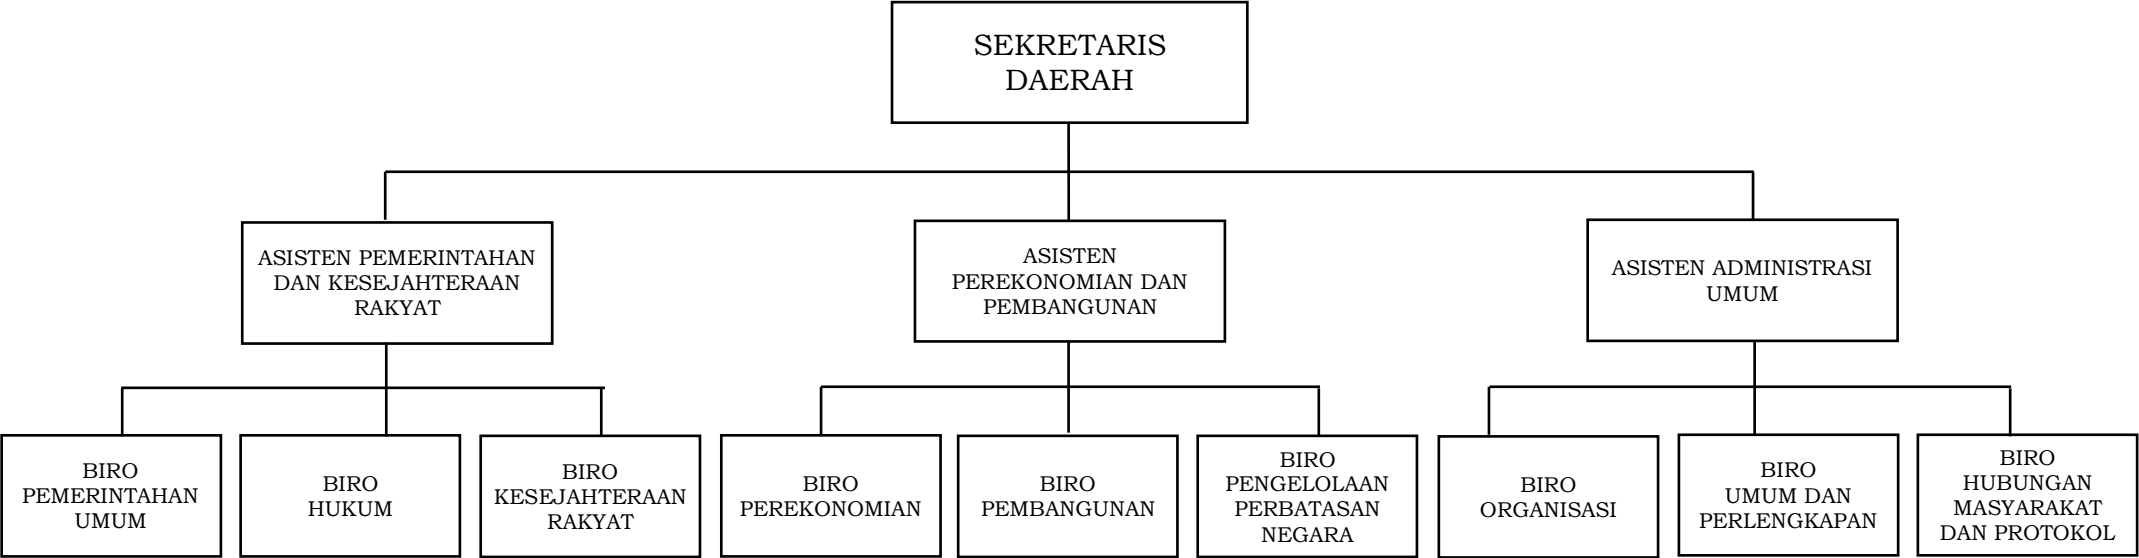 SEKRETARIS
DAERAH
ASISTEN PEMERINTAHAN
DAN KESEJAHTERAAN
RAKYAT
ASISTEN
PEREKONOMIAN DAN
PEMBANGUNAN
ASISTEN ADMINISTRASI
UMUM
BIRO
PEMERINTAHAN
UMUM
BIRO
HUKUM
BIRO
KESEJAHTERAAN
RAKYAT
BIRO
PEREKONOMIAN
BIRO
PEMBANGUNAN
BIRO
PENGELOLAAN
PERBATASAN
NEGARA
BIRO
ORGANISASI
BIRO
UMUM DAN
PERLENGKAPAN
BIRO
HUBUNGAN
MASYARAKAT
DAN PROTOKOL